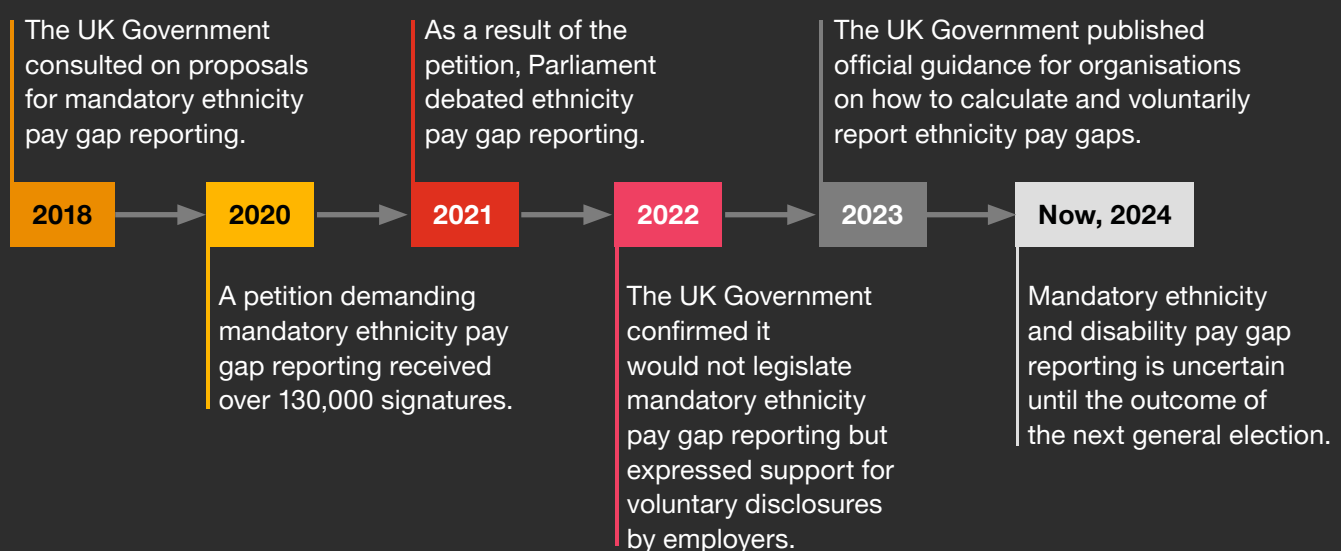 The UK Government
consulted on proposals
for mandatory ethnicity
pay gap reporting.
2018
2020
A petition demanding
mandatory ethnicity pay
gap reporting received
over 130,000 signatures.
As a result of the
petition, Parliament
debated ethnicity
pay gap reporting.
2021
2022
The UK Government
confirmed it
would not legislate
mandatory ethnicity
pay gap reporting but
expressed support for
voluntary disclosures
by employers.
The UK Government published
official guidance for organisations
on how to calculate and voluntarily
report ethnicity pay gaps.
2023
Now, 2024
Mandatory ethnicity
and disability pay gap
reporting is uncertain
until the outcome of
the next general election.